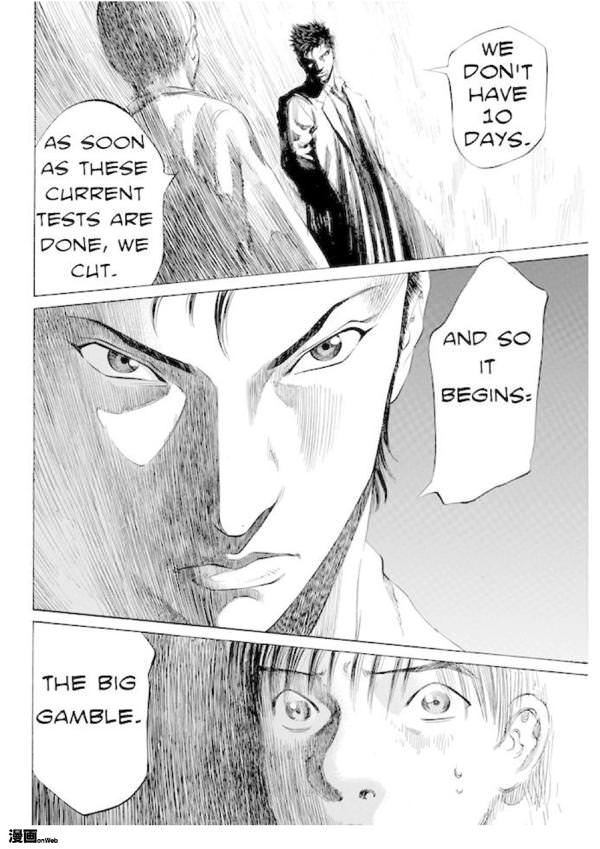 WE
DON'T
HAVE
10
DAYS.
AS SOON
AS THESE
CURRENT
TESTS ARE
DONE, WE
CUT.
AND SO
IT
BEGINS:
THE BIG
GAMBLE.
漫画onWeb